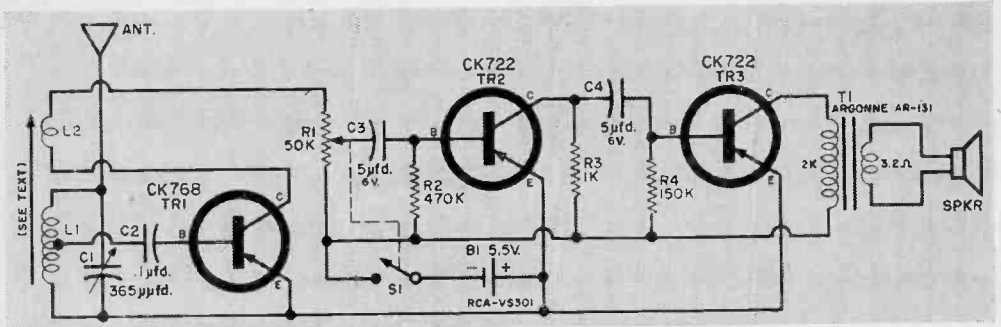 ANT.
L2
(SEE TEXT)
L1
C1
365µµfd.
C2
.1µfd.
CK768
TR1
B
C
E
R1
50K
C3
5µfd.
6V.
R2
470K
CK722
TR2
B
C
E
S1
B1 5.5V.
- +
RCA-VS301
R3
1K
C4
5µfd.
6V.
R4
150K
CK722
TR3
B
C
E
T1
ARGONNE AR-131
2K
3.2Ω
SPKR